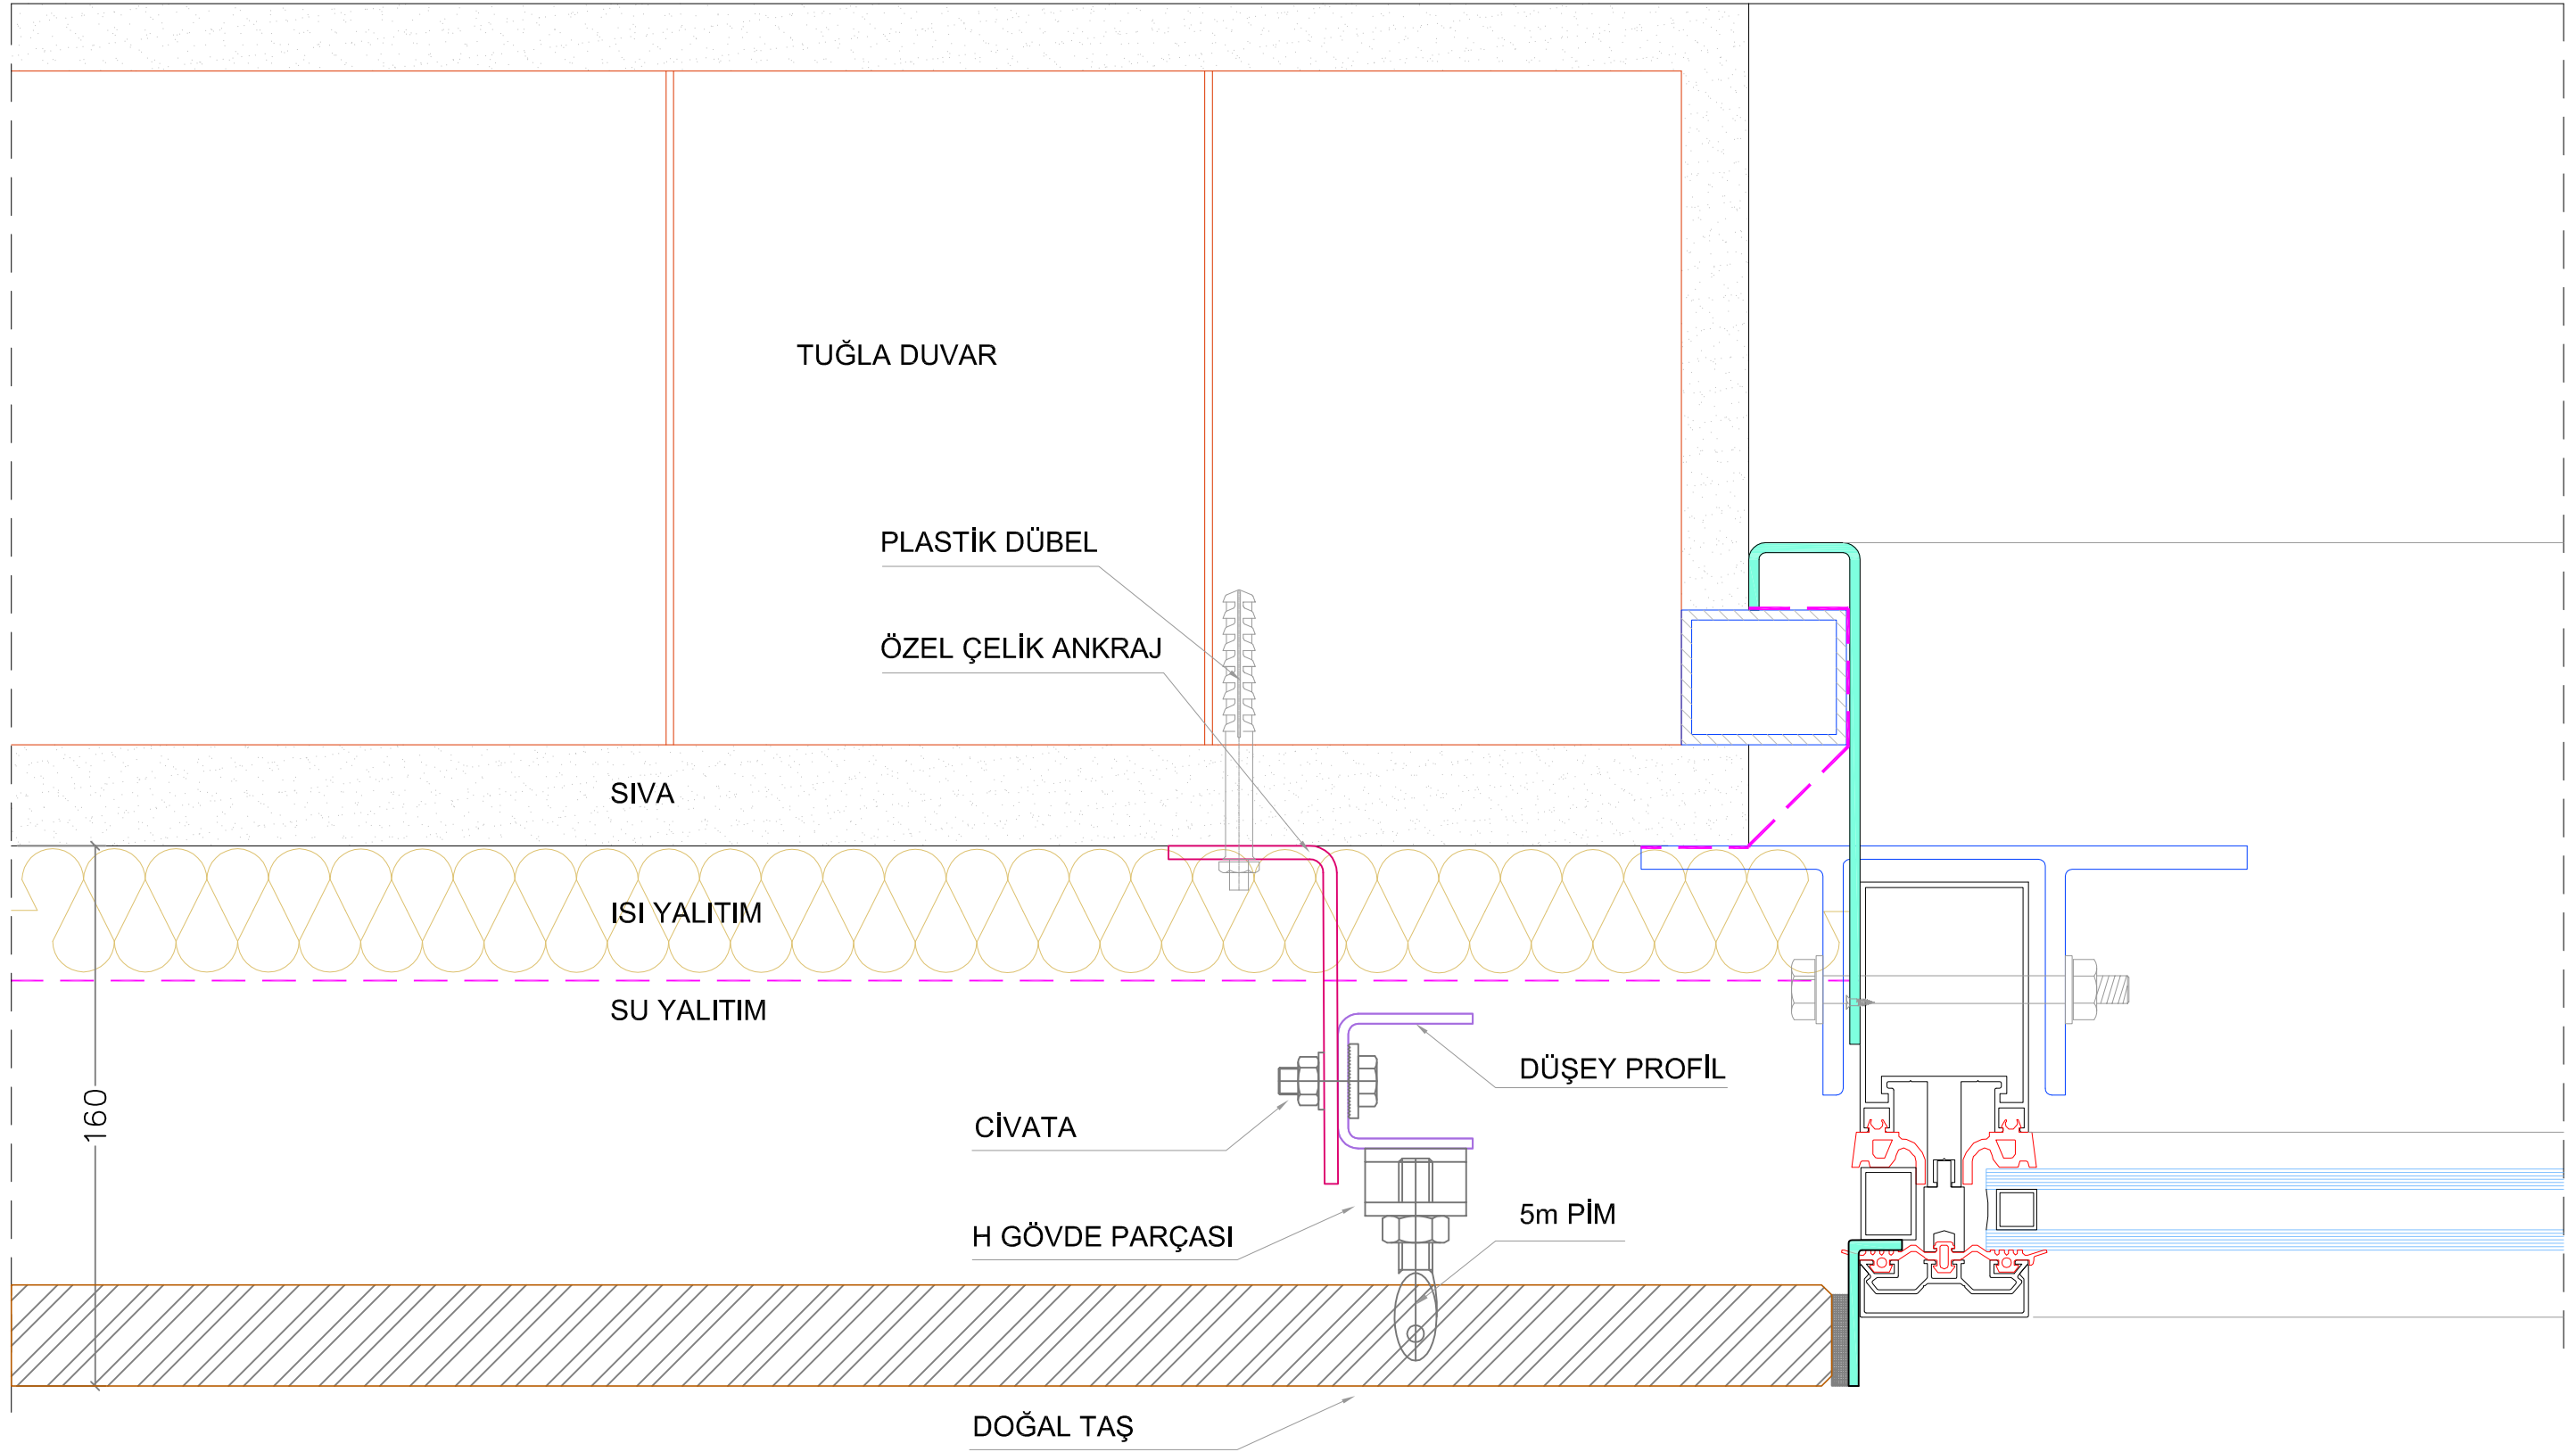 TUĞLA DUVAR
PLASTİK DÜBEL
ÖZEL ÇELİK ANKRAJ
SIVA
ISI YALITIM
SU YALITIM
DÜŞEY PROFİL
160
CİVATA
5m PİM
H GÖVDE PARÇASI
DOĞAL TAŞ